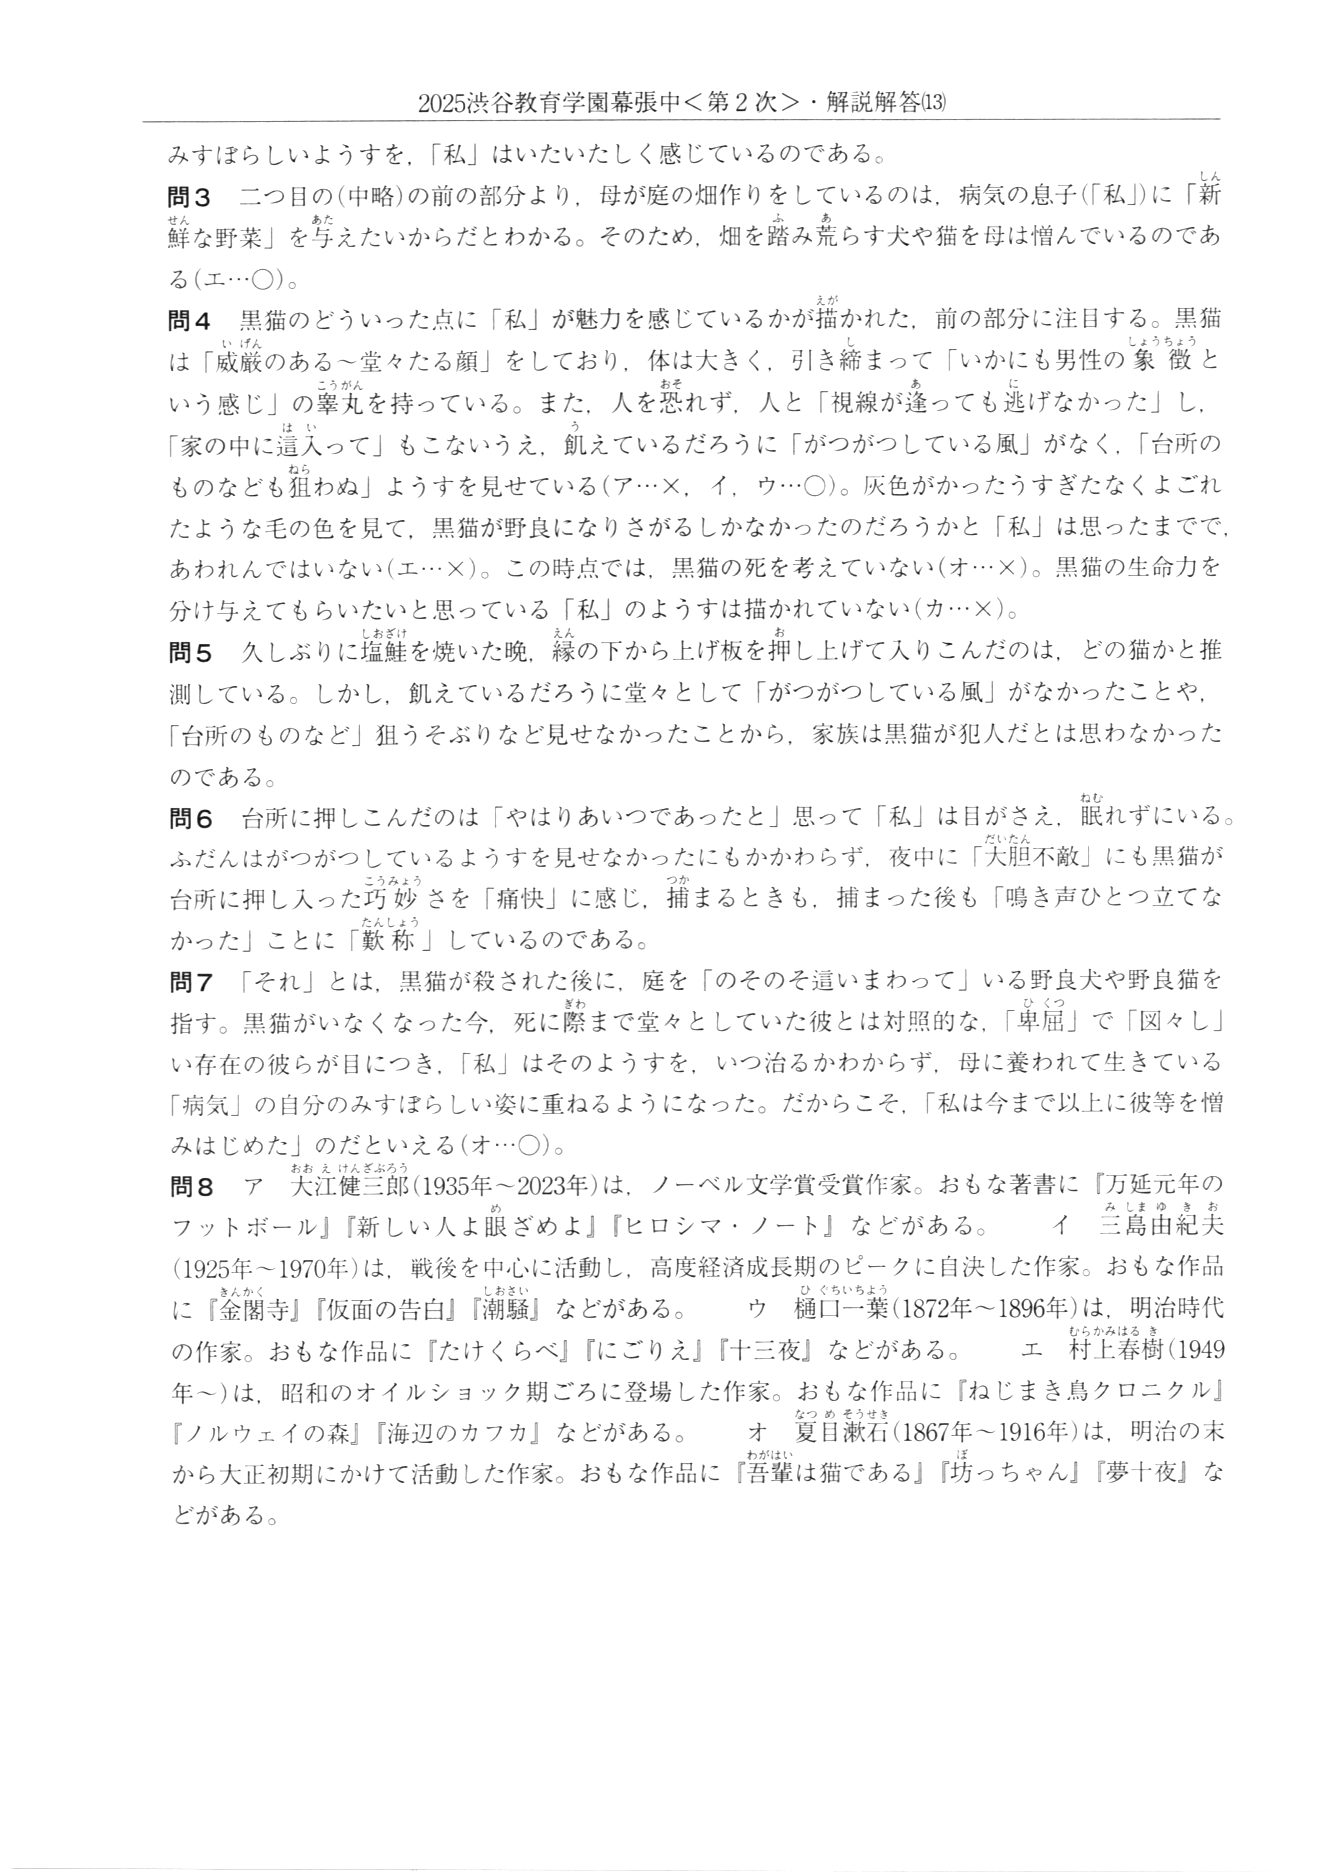 2025渋谷教育学園幕張中＜第２次＞・解説解答⒀
みすぼらしいようすを，「私」はいたいたしく感じているのである。
問３　二つ目の(中略)の前の部分より，母が庭の畑作りをしているのは，病気の息子(「私」)に「新
鮮な野菜」を与えたいからだとわかる。そのため，畑を踏み荒らす犬や猫を母は憎んでいるのであ
る(エ…○)。
問４　黒猫のどういった点に「私」が魅力を感じているかが描かれた，前の部分に注目する。黒猫
は「威厳のある～堂々たる顔」をしており，体は大きく，引き締まって「いかにも男性の象徴と
いう感じ」の睾丸を持っている。また，人を恐れず，人と「視線が逢っても逃げなかった」し，
「家の中に這入って」もこないうえ，飢えているだろうに「がつがつしている風」がなく，「台所の
ものなども狙わぬ」ようすを見せている(ア…×，イ，ウ…○)。灰色がかったうすぎたなくよごれ
たような毛の色を見て，黒猫が野良になりさがるしかなかったのだろうかと「私」は思ったまでで，
あわれんではいない(エ…×)。この時点では，黒猫の死を考えていない(オ…×)。黒猫の生命力を
分け与えてもらいたいと思っている「私」のようすは描かれていない(カ…×)。
問５　久しぶりに塩鮭を焼いた晩，縁の下から上げ板を押し上げて入りこんだのは，どの猫かと推
測している。しかし，飢えているだろうに堂々として「がつがつしている風」がなかったことや，
「台所のものなど」狙うそぶりなど見せなかったことから，家族は黒猫が犯人だとは思わなかった
のである。
問６　台所に押しこんだのは「やはりあいつであったと」思って「私」は目がさえ，眠れずにいる。
ふだんはがつがつしているようすを見せなかったにもかかわらず，夜中に「大胆不敵」にも黒猫が
台所に押し入った巧妙さを「痛快」に感じ，捕まるときも，捕まった後も「鳴き声ひとつ立てな
かった」ことに「歎称」しているのである。
問７　「それ」とは，黒猫が殺された後に，庭を「のそのそ這いまわって」いる野良犬や野良猫を
指す。黒猫がいなくなった今，死に際まで堂々としていた彼とは対照的な，「卑屈」で「図々し」
い存在の彼らが目につき，「私」はそのようすを，いつ治るかわからず，母に養われて生きている
「病気」の自分のみすぼらしい姿に重ねるようになった。だからこそ，「私は今まで以上に彼等を憎
みはじめた」のだといえる(オ…○)。
問８　ア　大江健三郎(1935年～2023年)は，ノーベル文学賞受賞作家。おもな著書に『万延元年の
フットボール』『新しい人よ眼ざめよ』『ヒロシマ・ノート』などがある。　　イ　三島由紀夫
(1925年～1970年)は，戦後を中心に活動し，高度経済成長期のピークに自決した作家。おもな作品
に『金閣寺』『仮面の告白』『潮騒』などがある。　　ウ　樋口一葉(1872年～1896年)は，明治時代
の作家。おもな作品に『たけくらべ』『にごりえ』『十三夜』などがある。　　エ　村上春樹(1949
年～)は，昭和のオイルショック期ごろに登場した作家。おもな作品に『ねじまき鳥クロニクル』
『ノルウェイの森』『海辺のカフカ』などがある。　　オ　夏目漱石(1867年～1916年)は，明治の末
から大正初期にかけて活動した作家。おもな作品に『吾輩は猫である』『坊っちゃん』『夢十夜』な
どがある。